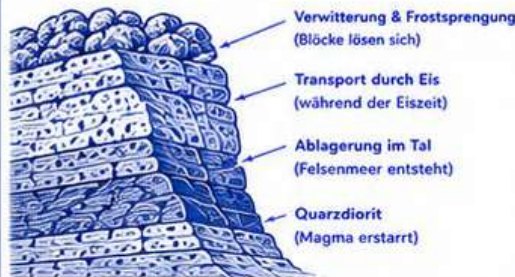 Verwitterung & Frostsprengung
(Blöcke lösen sich)
Transport durch Eis
(während der Eiszeit)
Ablagerung im Tal
(Felsenmeer entsteht)
Quarzdiorit
(Magma erstarrt)